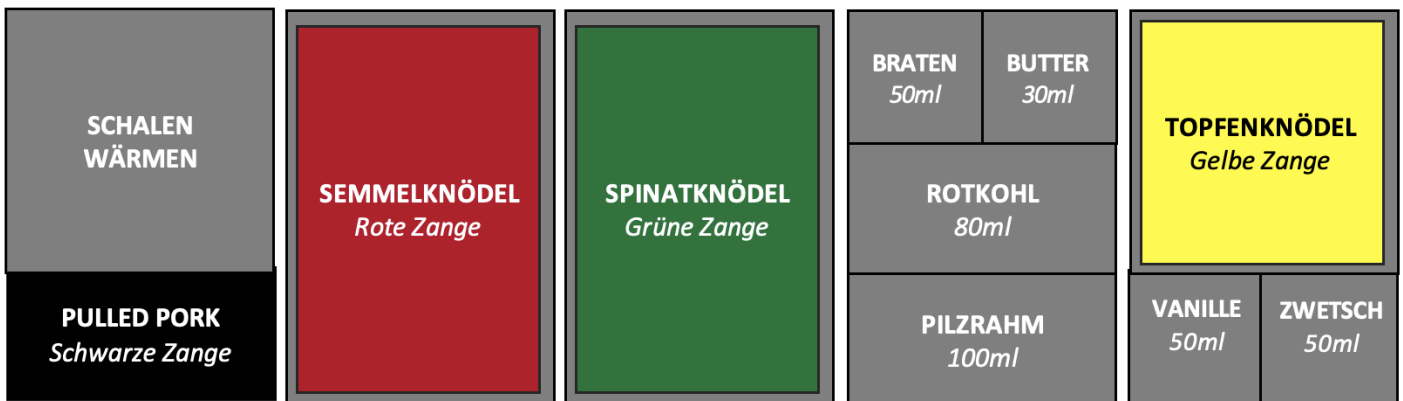 SCHALEN
WÄRMEN
PULLED PORK
Schwarze Zange
SEMMELKNÖDEL
Rote Zange
SPINATKNÖDEL
Grüne Zange
BRATEN
50ml
BUTTER
30ml
ROTKOHL
80ml
PILZRAHM
100ml
TOPFENKNÖDEL
Gelbe Zange
VANILLE
50ml
ZWETSCH
50ml